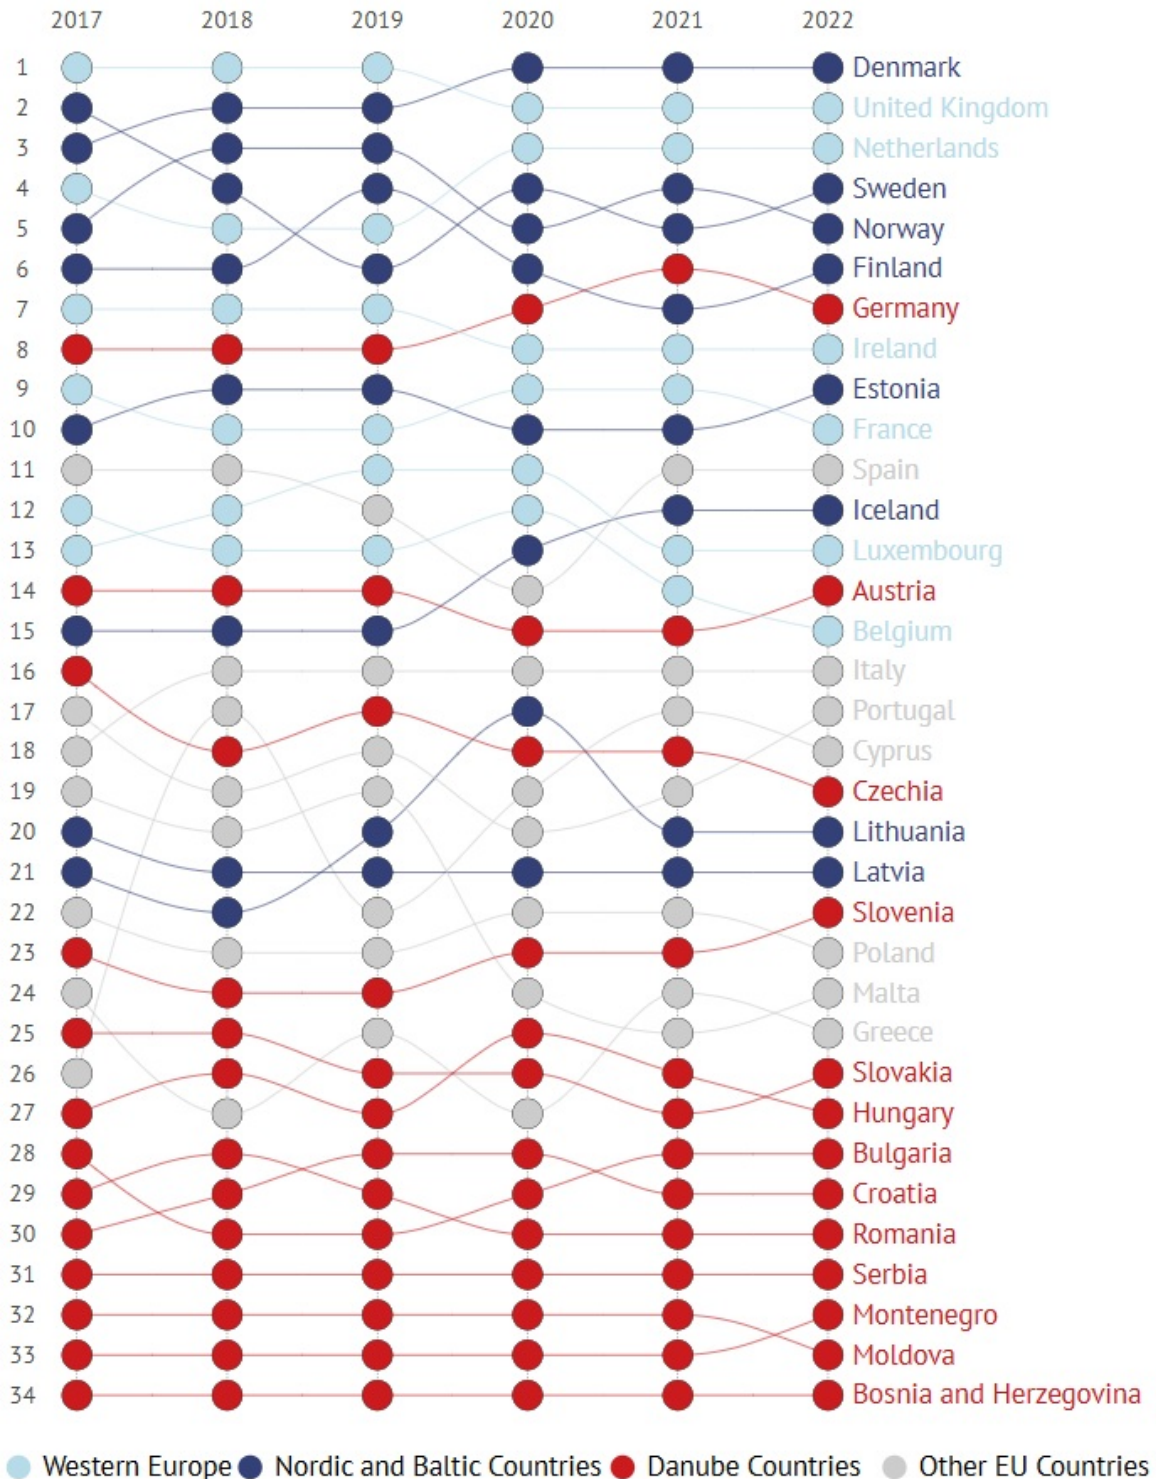 2017 2018 2019 2020 2021 2022
1 Denmark
2 United Kingdom
3 Netherlands
4 Sweden
5 Norway
6 Finland
7 Germany
8 Ireland
9 Estonia
10 France
11 Spain
12 Iceland
13 Luxembourg
14 Austria
15 Belgium
16 Italy
17 Portugal
18 Cyprus
19 Czechia
20 Lithuania
21 Latvia
22 Slovenia
23 Poland
24 Malta
25 Greece
26 Slovakia
27 Hungary
28 Bulgaria
29 Croatia
30 Romania
31 Serbia
32 Montenegro
33 Moldova
34 Bosnia and Herzegovina
Western Europe Nordic and Baltic Countries Danube Countries Other EU Countries